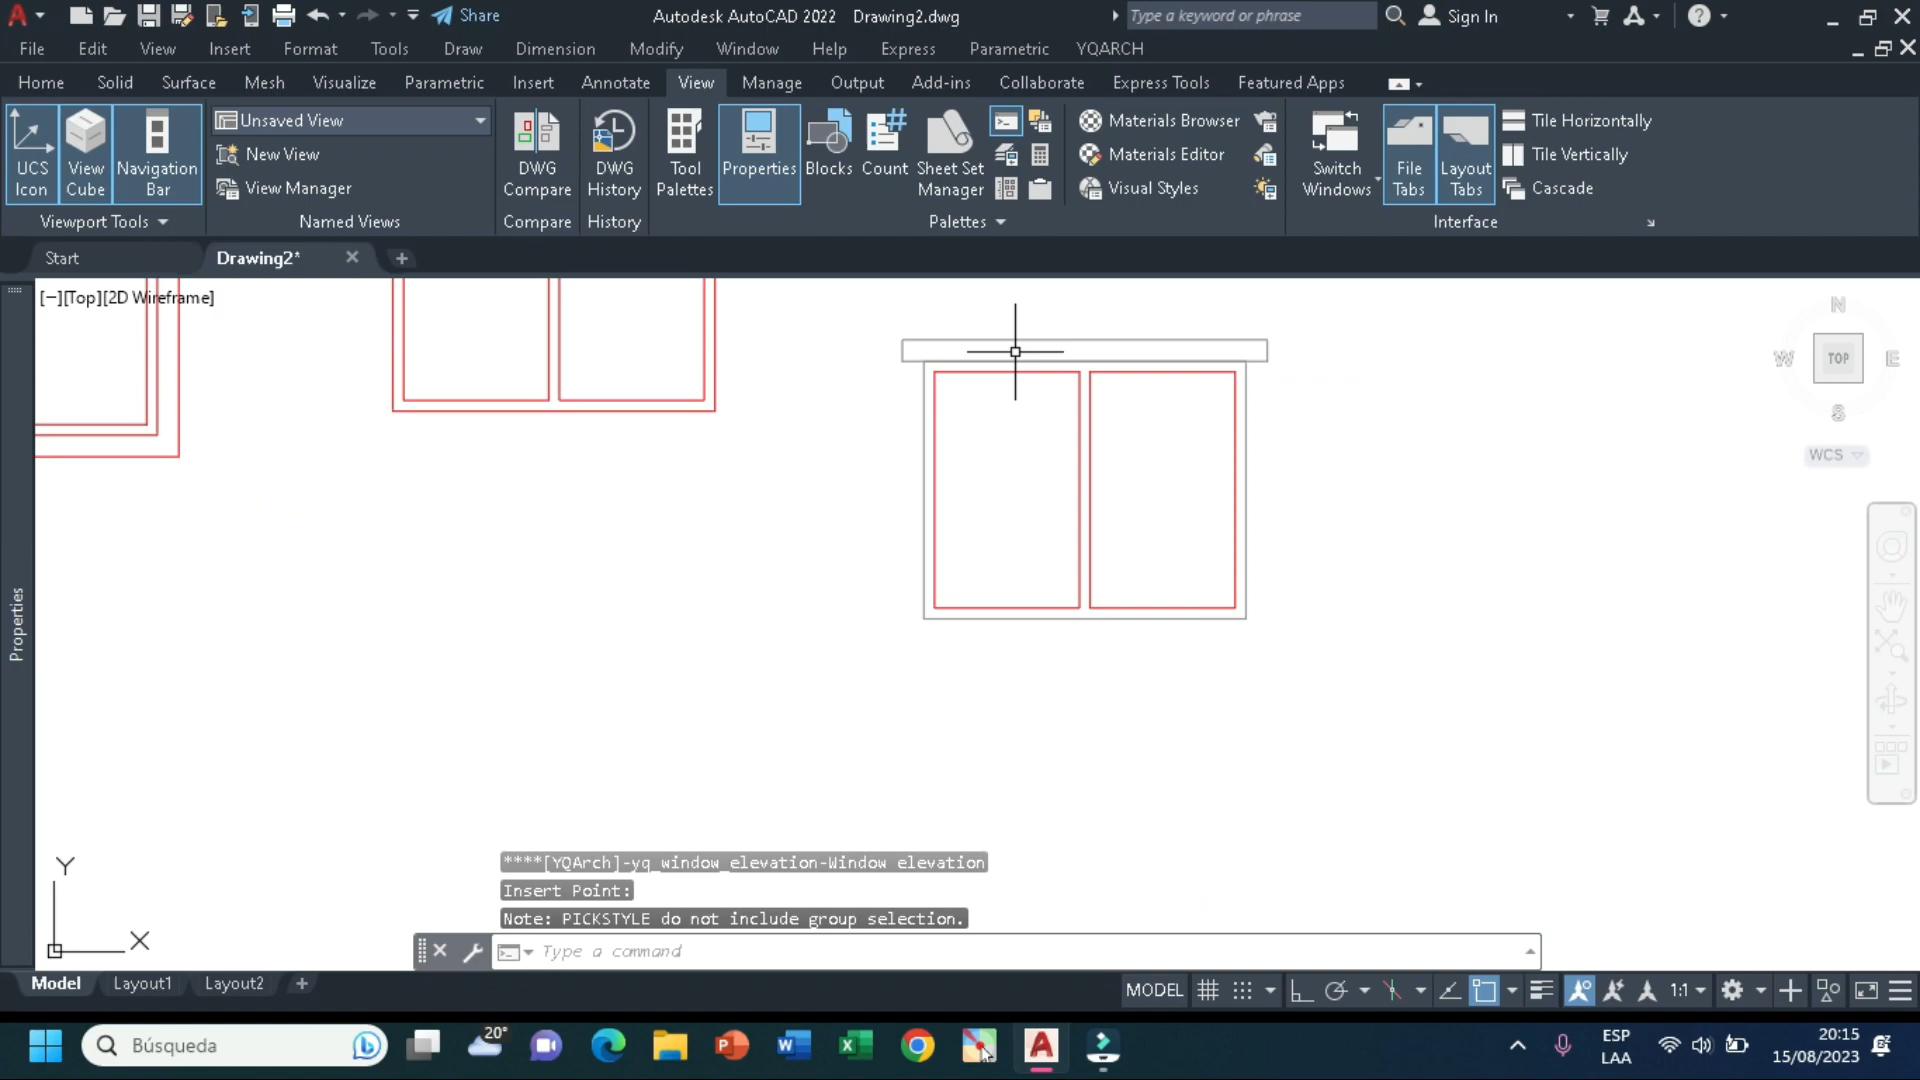 Share
Autodesk AutoCAD 2022 Drawing2.dwg
Type a keyword or phrase
Sign In
File Edit View Insert Format Tools Draw Dimension Modify Window Help Express Parametric YQARCH
Home Solid Surface Mesh Visualize Parametric Insert Annotate View Manage Output Add-ins Collaborate Express Tools Featured Apps
UCS Icon
View Cube
Navigation Bar
Viewport Tools
Unsaved View
New View
View Manager
Named Views
DWG Compare
Compare
DWG History
History
Tool Palettes
Properties
Blocks
Count
Sheet Set Manager
Palettes
Materials Browser
Materials Editor
Visual Styles
Switch Windows
File Tabs
Layout Tabs
Tile Horizontally
Tile Vertically
Cascade
Interface
Start
Drawing2*
[−][Top][2D Wireframe]
N
W
TOP
E
S
WCS
Properties
Y
X
****[YQArch]-yq_window_elevation-Window elevation
Insert Point:
Note: PICKSTYLE do not include group selection.
Type a command
Model Layout1 Layout2
MODEL
1:1
Búsqueda
20°
ESP
LAA
20:15
15/08/2023